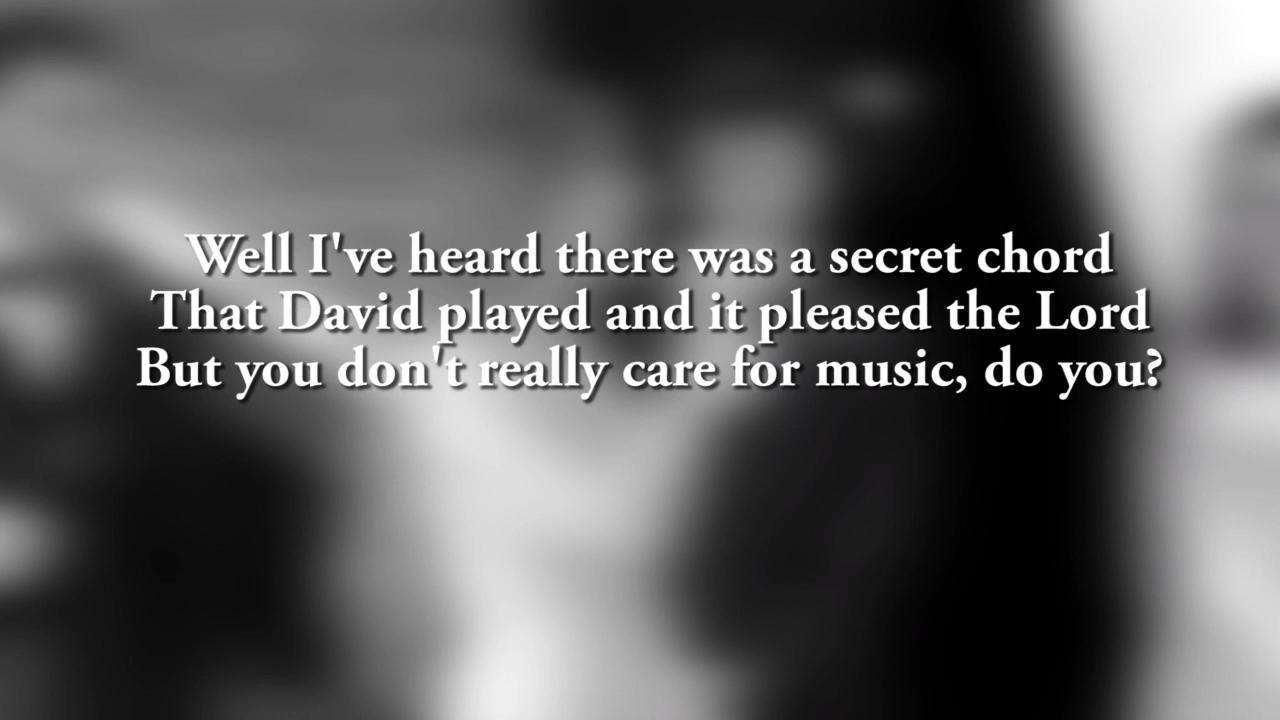 Well I've heard there was a secret chord
That David played and it pleased the Lord
But you don't really care for music, do you?